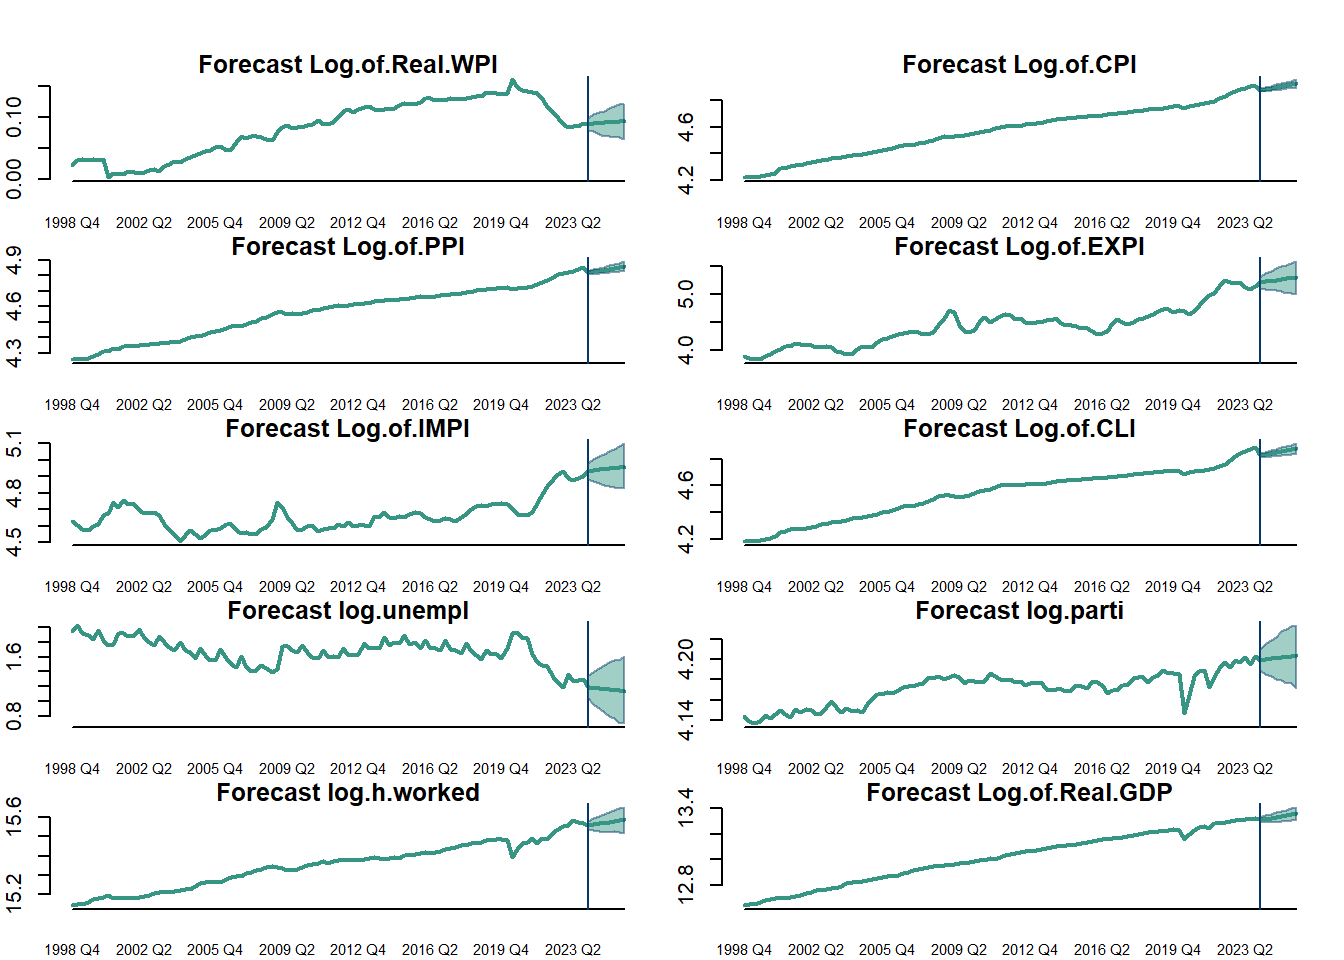 Forecast Log.of.Real.WPI
0.10
0.00
1998 Q4 2002 Q2 2005 Q4 2009 Q2 2012 Q4 2016 Q2 2019 Q4 2023 Q2
Forecast Log.of.CPI
4.6
4.2
1998 Q4 2002 Q2 2005 Q4 2009 Q2 2012 Q4 2016 Q2 2019 Q4 2023 Q2
Forecast Log.of.PPI
4.9
4.6
4.3
1998 Q4 2002 Q2 2005 Q4 2009 Q2 2012 Q4 2016 Q2 2019 Q4 2023 Q2
Forecast Log.of.EXPI
5.0
4.0
1998 Q4 2002 Q2 2005 Q4 2009 Q2 2012 Q4 2016 Q2 2019 Q4 2023 Q2
Forecast Log.of.IMPI
5.1
4.8
4.5
1998 Q4 2002 Q2 2005 Q4 2009 Q2 2012 Q4 2016 Q2 2019 Q4 2023 Q2
Forecast Log.of.CLI
4.6
4.2
1998 Q4 2002 Q2 2005 Q4 2009 Q2 2012 Q4 2016 Q2 2019 Q4 2023 Q2
Forecast log.unempl
1.6
0.8
1998 Q4 2002 Q2 2005 Q4 2009 Q2 2012 Q4 2016 Q2 2019 Q4 2023 Q2
Forecast log.parti
4.20
4.14
1998 Q4 2002 Q2 2005 Q4 2009 Q2 2012 Q4 2016 Q2 2019 Q4 2023 Q2
Forecast log.h.worked
15.6
15.2
1998 Q4 2002 Q2 2005 Q4 2009 Q2 2012 Q4 2016 Q2 2019 Q4 2023 Q2
Forecast Log.of.Real.GDP
13.4
12.8
1998 Q4 2002 Q2 2005 Q4 2009 Q2 2012 Q4 2016 Q2 2019 Q4 2023 Q2